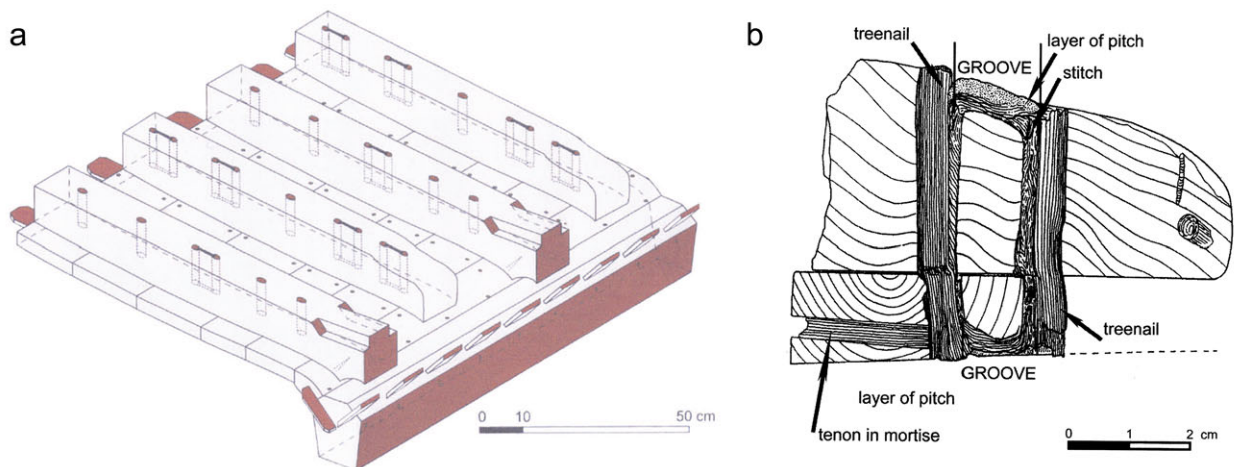 a
0 10 50 cm
b
treenail
layer of pitch
GROOVE
stitch
treenail
GROOVE
layer of pitch
tenon in mortise
0 1 2 cm